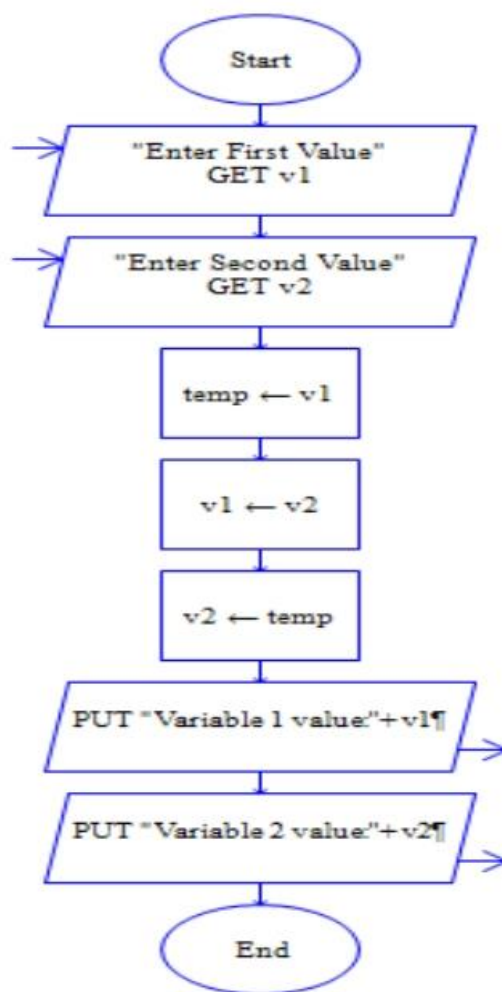 Start
"Enter First Value"
GET v1
"Enter Second Value"
GET v2
temp ← v1
v1 ← v2
v2 ← temp
PUT "Variable 1 value:"+v1¶
PUT "Variable 2 value:"+v2¶
End